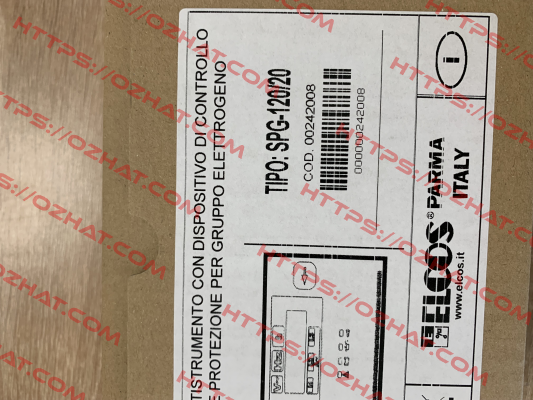 TISTRUMENTO CON DISPOSITIVO DI CONTROLLO
E PROTEZIONE PER GRUPPO ELETTROGENO
TIPO: SPG-120/20
COD. 00242008
000000242008
i
ELCOS® PARMA
ITALY
www.elcos.it
HTTPS://OZHAT.COM